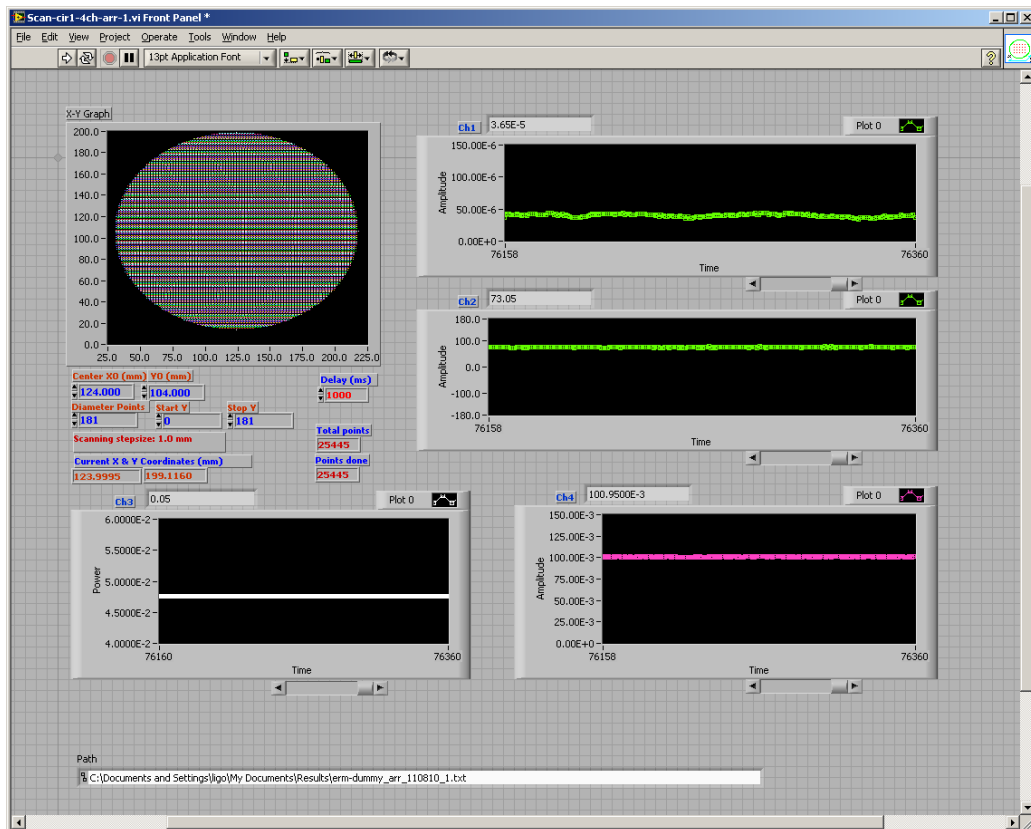 Scan-cir1-4ch-arr-1.vi Front Panel *
File Edit View Project Operate Tools Window Help
13pt Application Font
X-Y Graph
200.0
180.0
160.0
140.0
120.0
100.0
80.0
60.0
40.0
20.0
0.0
25.0 50.0 75.0 100.0 125.0 150.0 175.0 200.0 225.0
Center X0 (mm) Y0 (mm)
124.000 104.000
Delay (ms)
1000
Diameter Points Start Y Stop Y
181 0 181
Scanning stepsize: 1.0 mm
Total points
25445
Current X & Y Coordinates (mm)
123.9995 199.1160
Points done
25445
Ch1 3.65E-5 Plot 0
150.00E-6
100.00E-6
50.00E-6
0.00E+0
Amplitude
76158 76360
Time
Ch2 73.05 Plot 0
180.0
100.0
0.0
-100.0
-180.0
Amplitude
76158 76360
Time
Ch3 0.05 Plot 0
6.0000E-2
5.5000E-2
5.0000E-2
4.5000E-2
4.0000E-2
Power
76160 76360
Time
Ch4 100.9500E-3 Plot 0
150.00E-3
125.00E-3
100.00E-3
75.00E-3
50.00E-3
25.00E-3
0.00E+0
Amplitude
76158 76360
Time
Path
C:\Documents and Settings\ligo\My Documents\Results\erm-dummy_arr_110810_1.txt